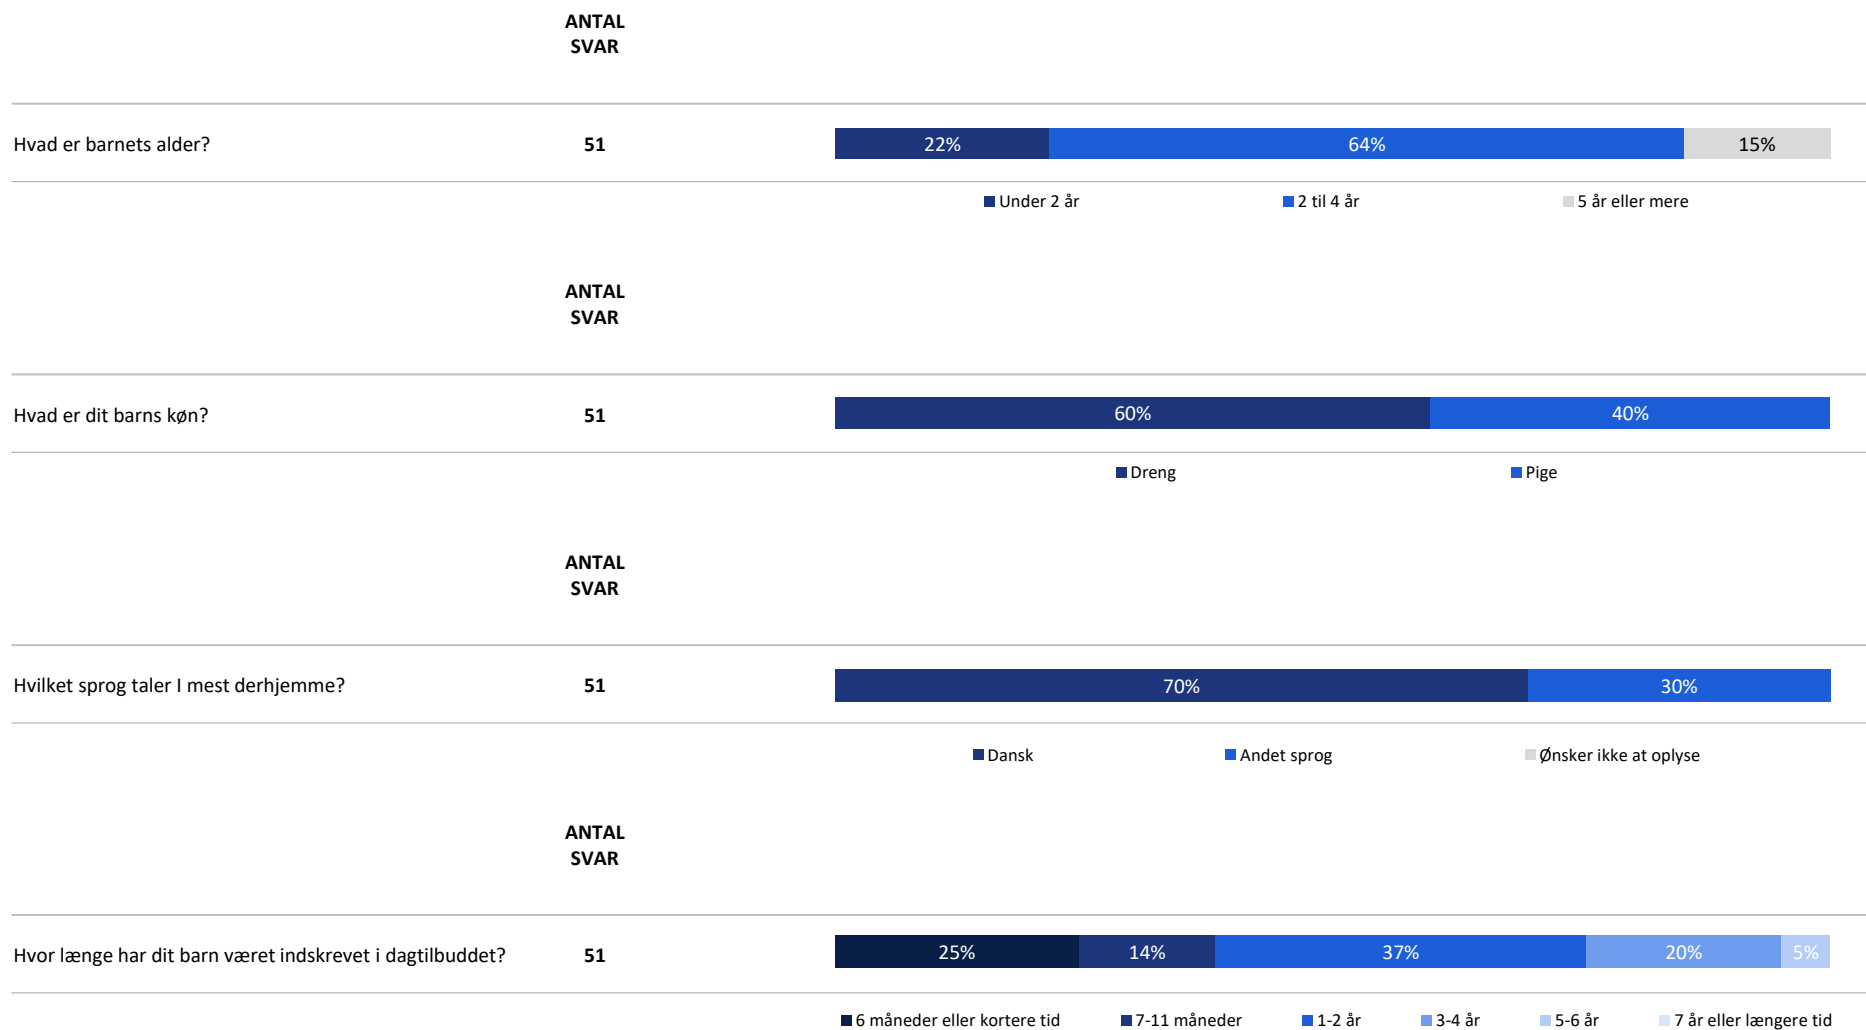 ANTAL
SVAR
Hvad er barnets alder? 51 22% 64% 15%
Under 2 år 2 til 4 år 5 år eller mere
ANTAL
SVAR
Hvad er dit barns køn? 51 60% 40%
Dreng Pige
ANTAL
SVAR
Hvilket sprog taler I mest derhjemme? 51 70% 30%
Dansk Andet sprog Ønsker ikke at oplyse
ANTAL
SVAR
Hvor længe har dit barn været indskrevet i dagtilbuddet? 51 25% 14% 37% 20% 5%
6 måneder eller kortere tid 7-11 måneder 1-2 år 3-4 år 5-6 år 7 år eller længere tid